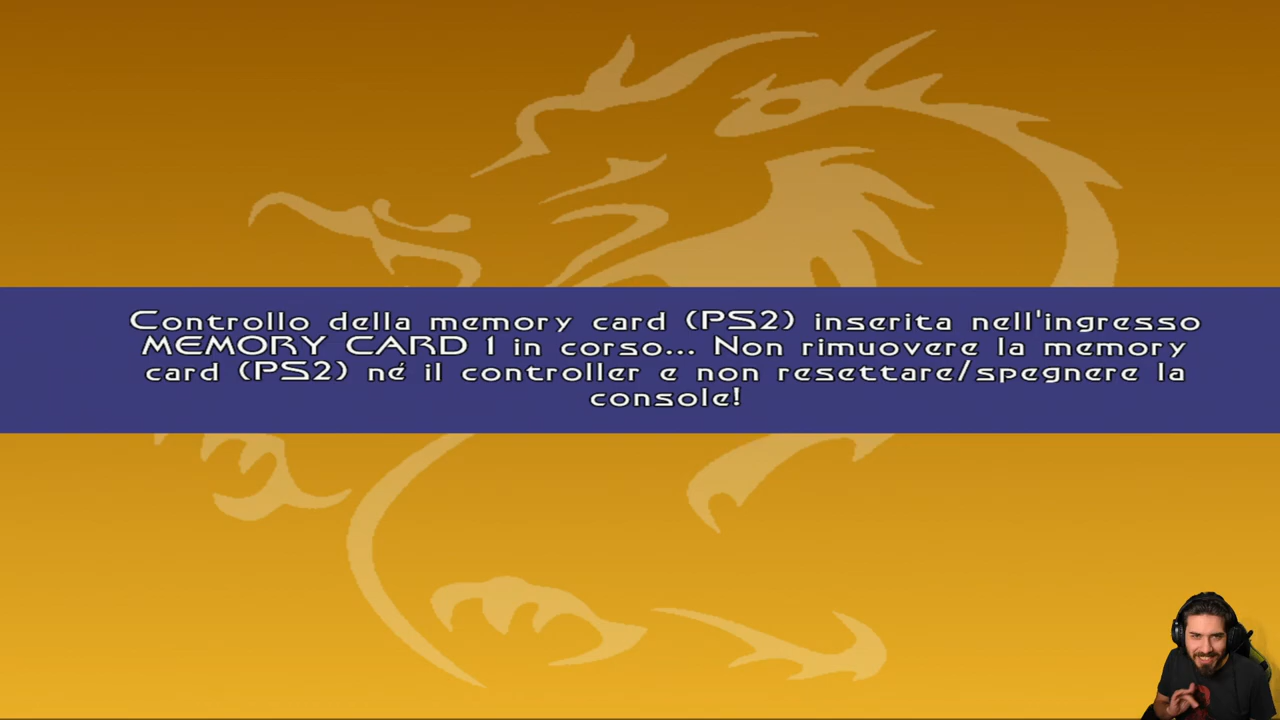 Controllo della memory card (PS2) inserita nell'ingresso
MEMORY CARD 1 in corso... Non rimuovere la memory
card (PS2) né il controller e non resettare/spegnere la
console!